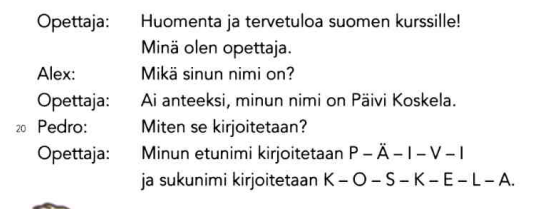 Opettaja: Huomenta ja tervetuloa suomen kurssille!
Minä olen opettaja.
Alex: Mikä sinun nimi on?
Opettaja: Ai anteeksi, minun nimi on Päivi Koskela.
20 Pedro: Miten se kirjoitetaan?
Opettaja: Minun etunimi kirjoitetaan P – Ä – I – V – I
ja sukunimi kirjoitetaan K – O – S – K – E – L – A.